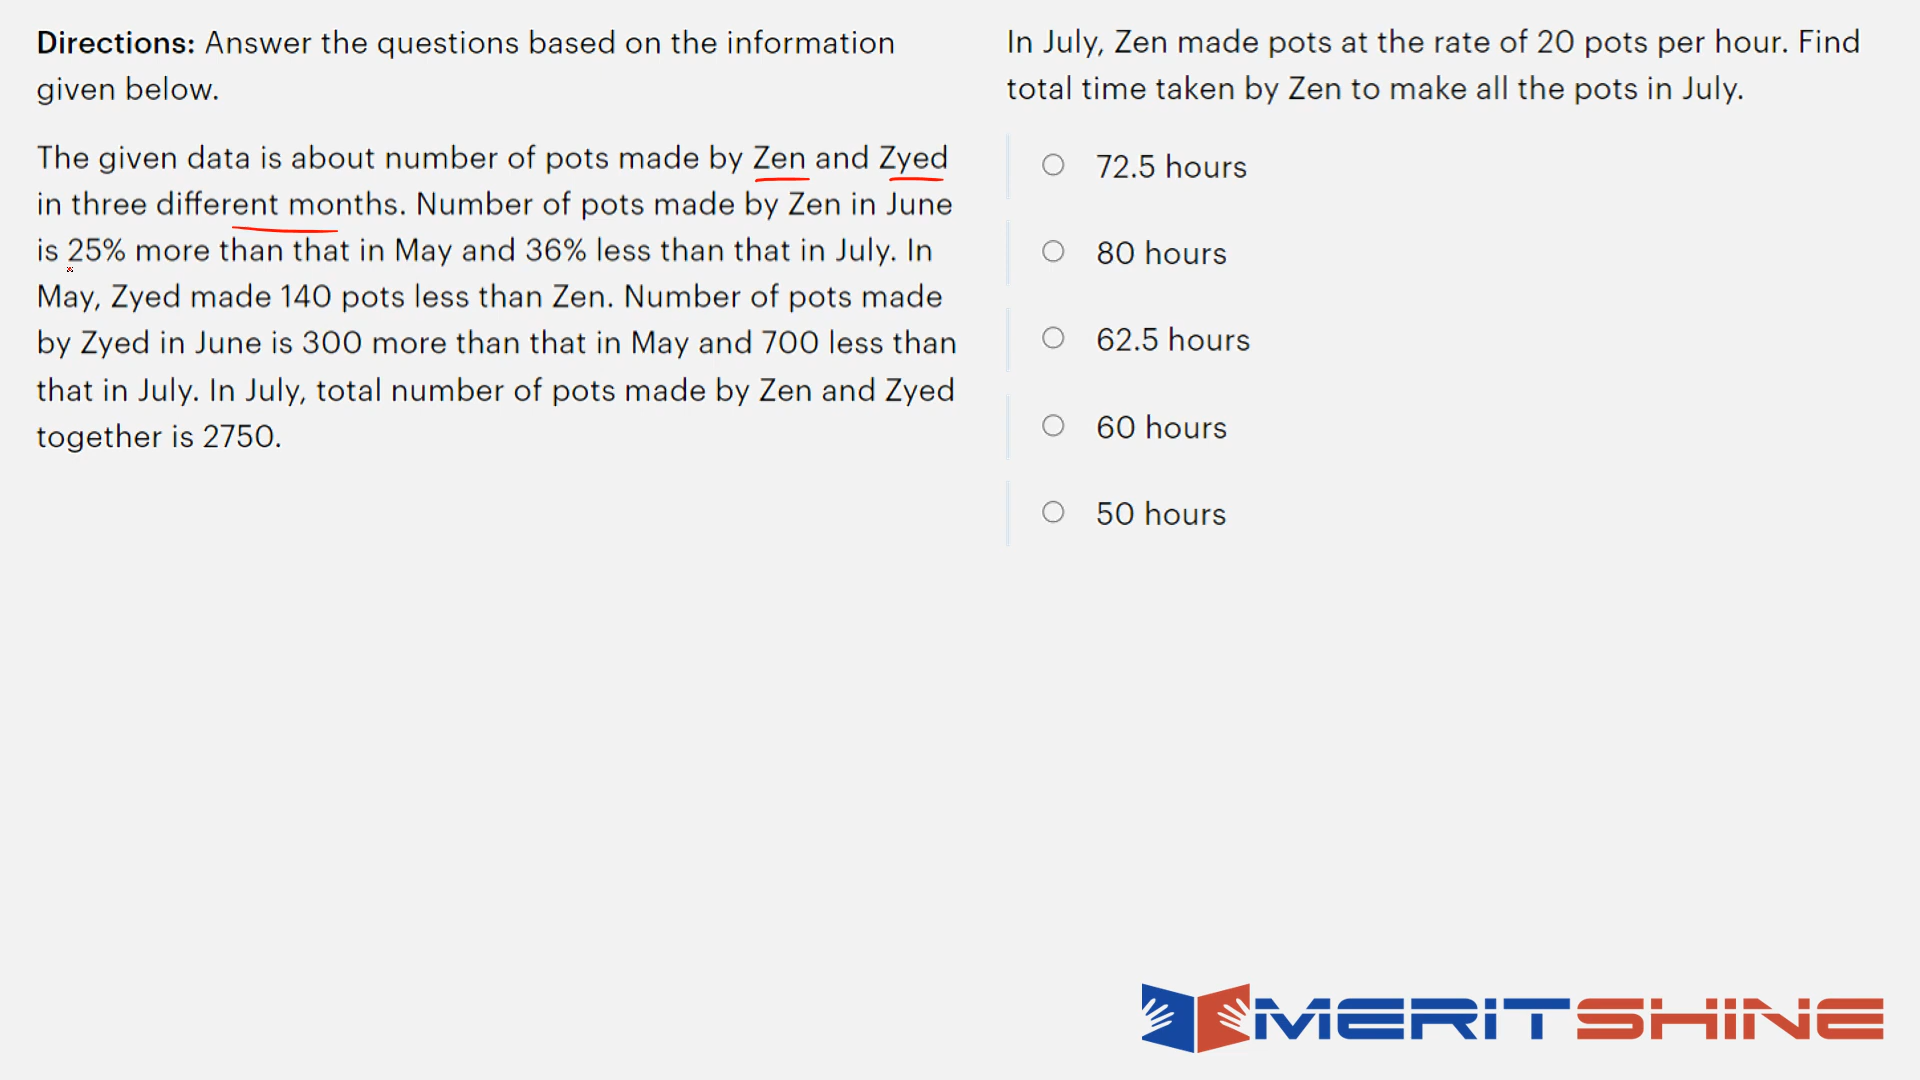 Directions: Answer the questions based on the information
given below.
The given data is about number of pots made by Zen and Zyed
in three different months. Number of pots made by Zen in June
is 25% more than that in May and 36% less than that in July. In
May, Zyed made 140 pots less than Zen. Number of pots made
by Zyed in June is 300 more than that in May and 700 less than
that in July. In July, total number of pots made by Zen and Zyed
together is 2750.
In July, Zen made pots at the rate of 20 pots per hour. Find
total time taken by Zen to make all the pots in July.
72.5 hours
80 hours
62.5 hours
60 hours
50 hours
MERITSHINE